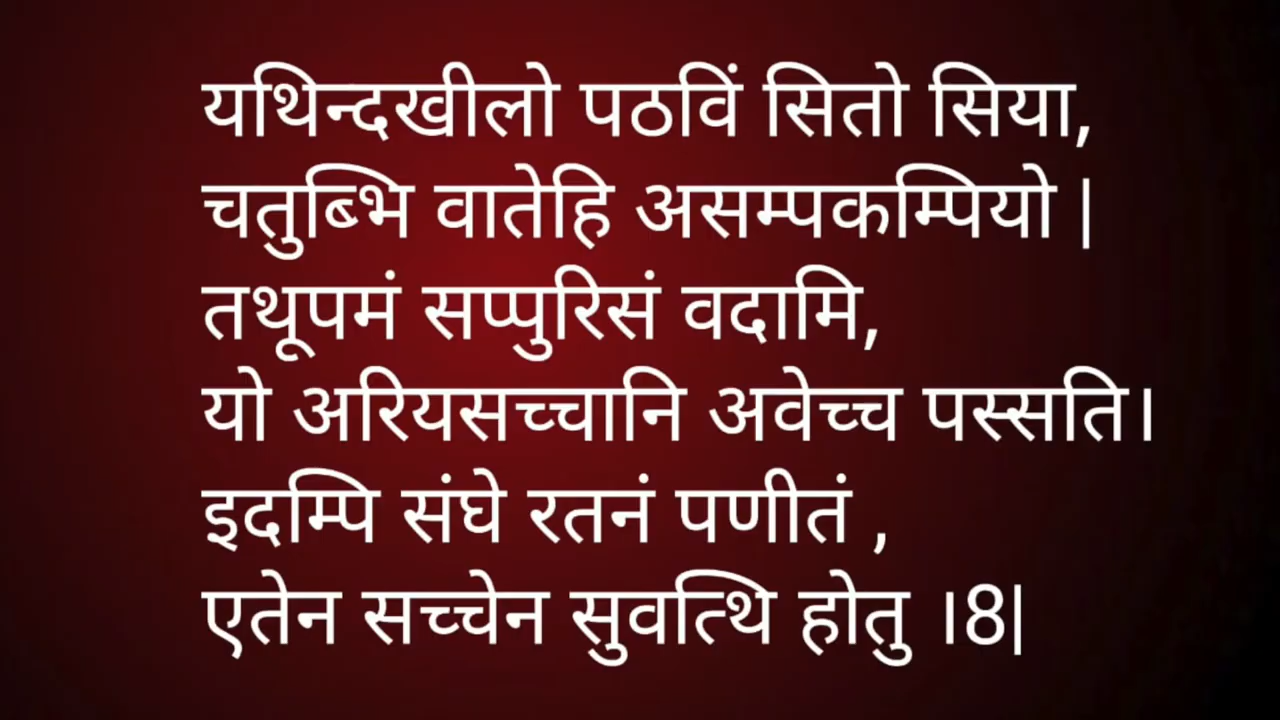 यथिन्दखीलो पठविं सितो सिया,
चतुब्भि वातेहि असम्पकम्पियो |
तथूपमं सप्पुरिसं वदामि,
यो अरियसच्चानि अवेच्च पस्सति।
इदम्पि संघे रतनं पणीतं ,
एतेन सच्चेन सुवत्थि होतु ।8|